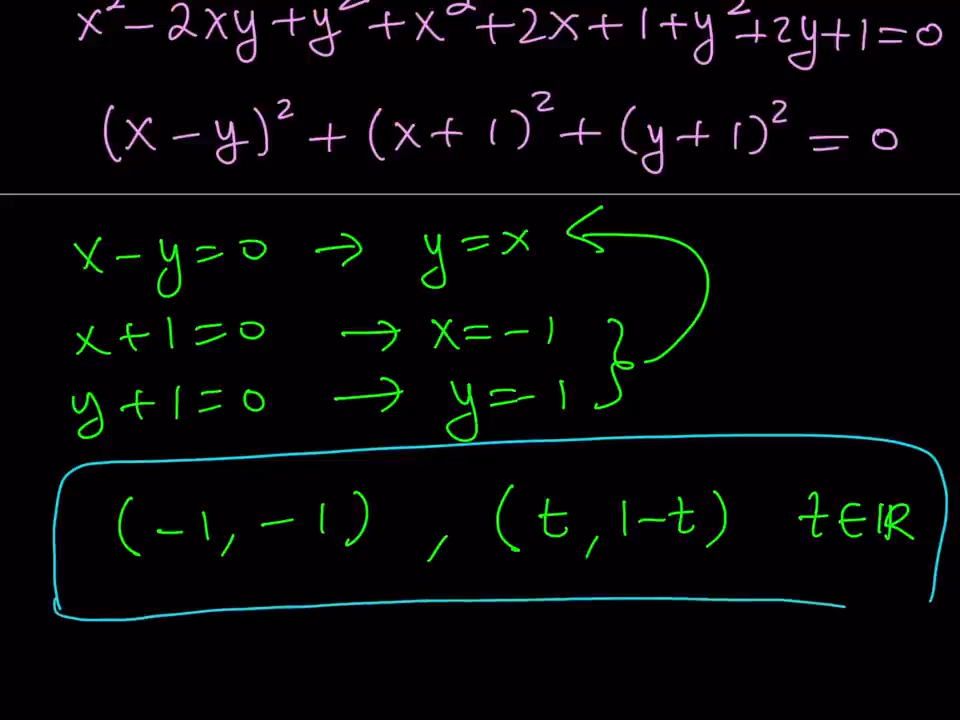 x² - 2xy + y² + x² + 2x + 1 + y² + 2y + 1 = 0
(x - y)² + (x + 1)² + (y + 1)² = 0
x - y = 0 → y = x
x + 1 = 0 → x = -1
y + 1 = 0 → y = -1
(-1, -1) , (t, 1-t) t ∈ ℝ